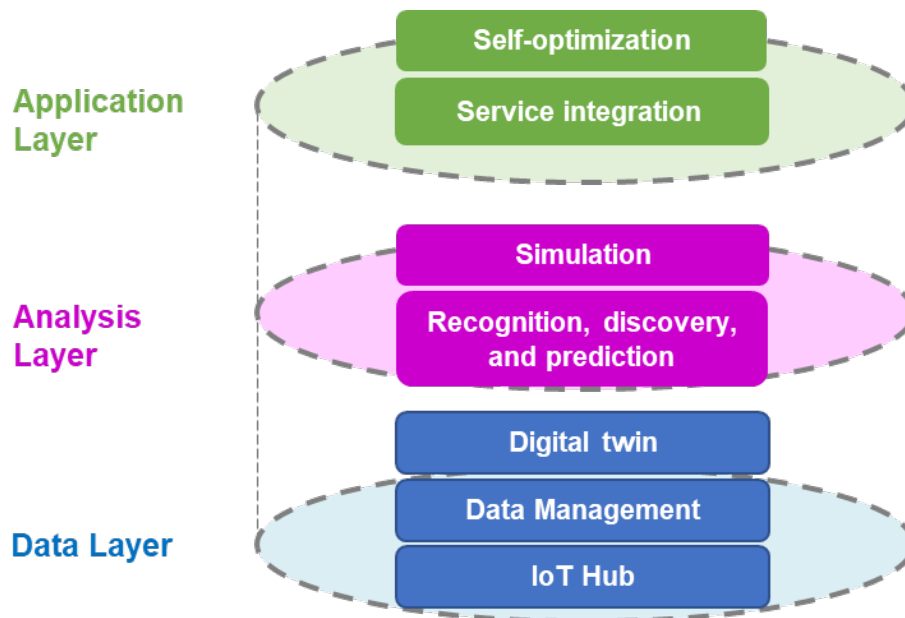 Self-optimization
Application
Layer
Service integration
Simulation
Analysis
Layer
Recognition, discovery,
and prediction
Digital twin
Data Management
Data Layer
IoT Hub